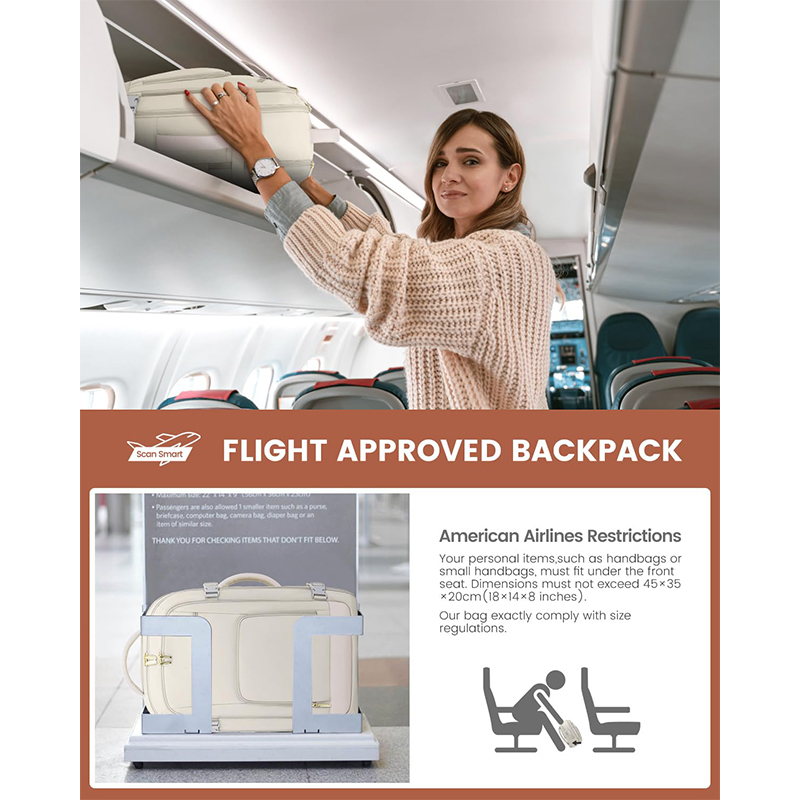 Scan Smart
FLIGHT APPROVED BACKPACK
• Maximum size: 22" x 14" x 9" (56cm x 36cm x 23cm)
• Passengers are also allowed 1 smaller item such as a purse,
briefcase, computer bag, camera bag, diaper bag or an
item of similar size.
THANK YOU FOR CHECKING ITEMS THAT DON'T FIT BELOW.
American Airlines Restrictions
Your personal items,such as handbags or
small handbags, must fit under the front
seat. Dimensions must not exceed 45×35
×20cm(18×14×8 inches).
Our bag exactly comply with size
regulations.